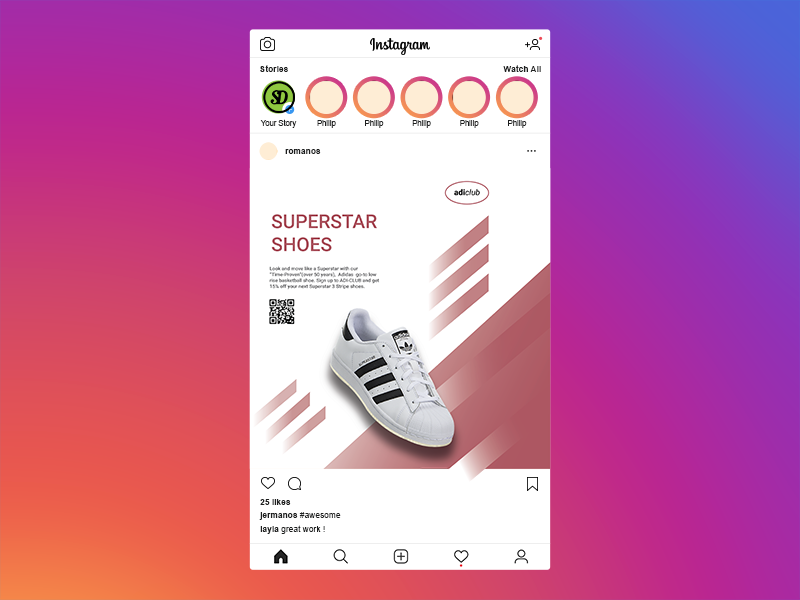 Instagram
Stories
Watch All
SD
Your Story
Philip
Philip
Philip
Philip
Philip
romanos
adiclub
SUPERSTAR
SHOES
Look and move like a Superstar with our
"Time-Proven"(over 50 years), Adidas go to low
rise basketball shoe. Sign up to ADI-CLUB and get
15% off your next Superstar 3 Stripe shoes.
SUPERSTAR
25 likes
jermanos #awesome
layla great work !